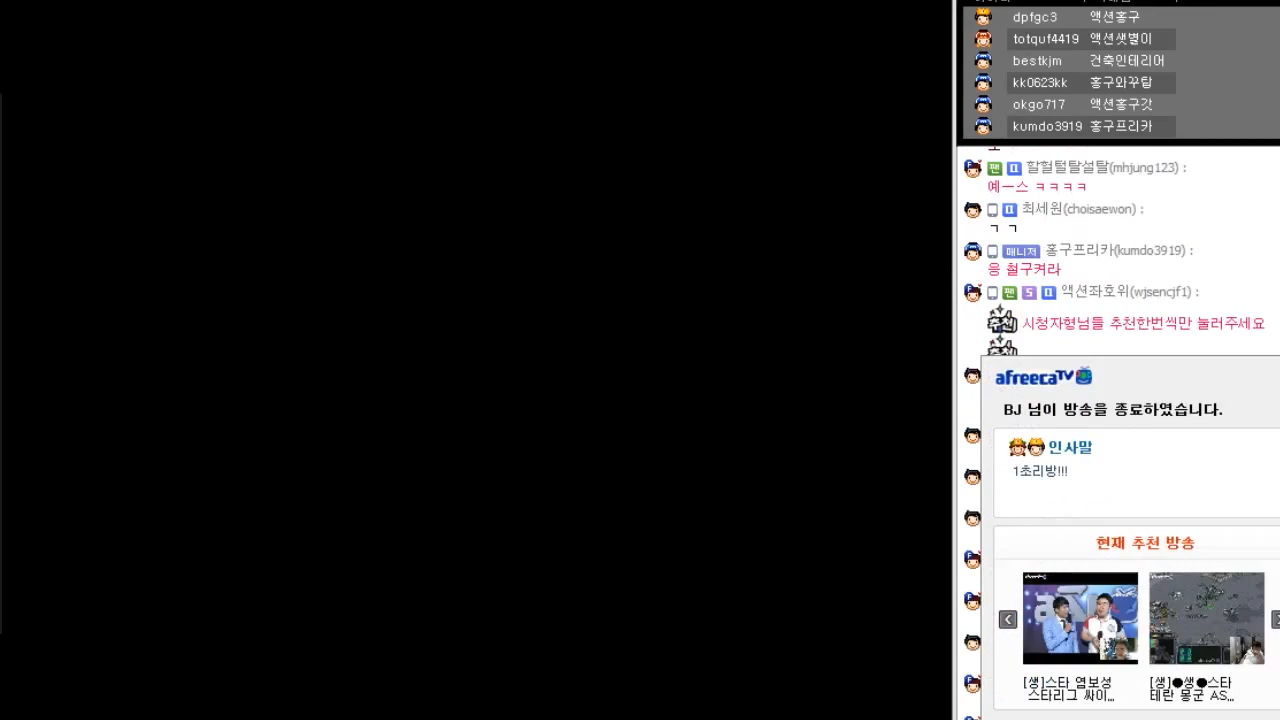 dpfgc3 액션홍구
totquf4419 액션샛별이
bestkjm 건축인테리어
kk0623kk 홍구와꾸탑
okgo717 액션홍구갓
kumdo3919 홍구프리카
팬 할헐털탈설탈(mhjung123) :
예ㅡ스 ㅋㅋㅋㅋ
최세원(choisaewon) :
ㄱ ㄱ
매니저 홍구프리카(kumdo3919) :
응 철구켜라
팬 S 액션좌호위(wjsencjf1) :
추천 시청자형님들 추천한번씩만 눌러주세요
afreecaTV
BJ 님이 방송을 종료하였습니다.
인사말
1초리방!!!
현재 추천 방송
[생]스타 염보성
스타리그 싸이...
[생]●생●스타
테란 몽군 AS...